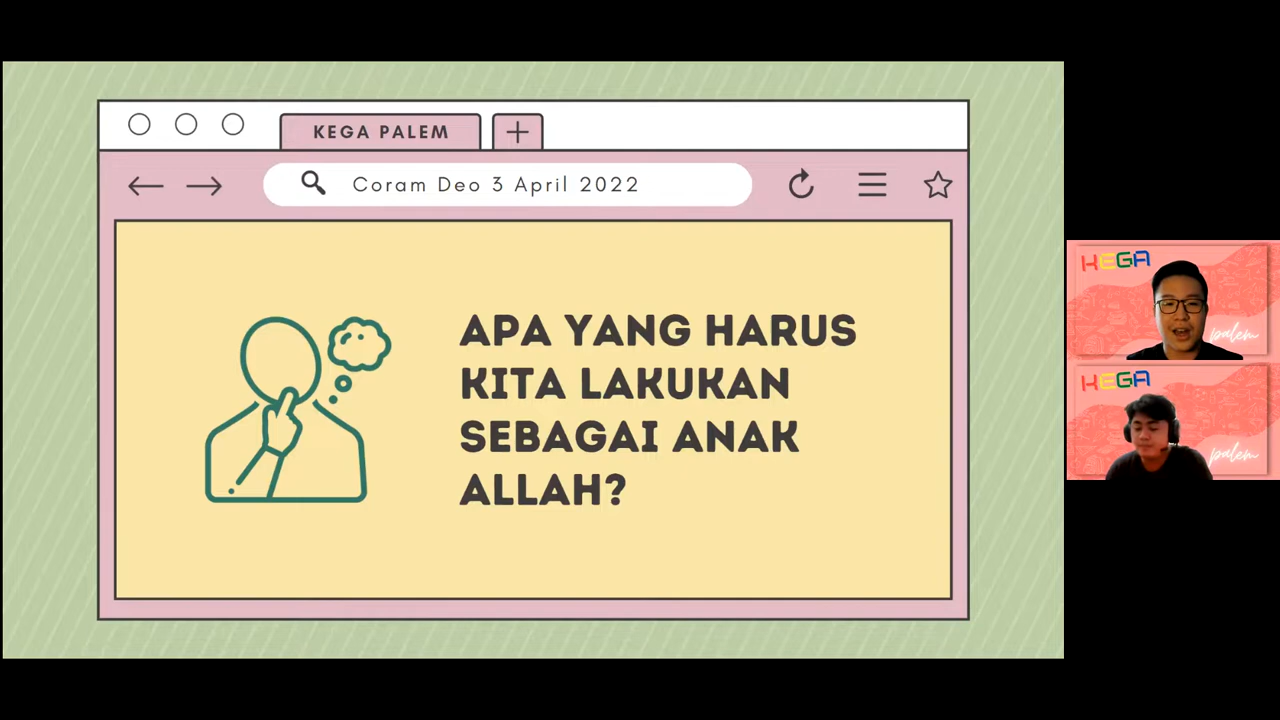 KEGA PALEM
Coram Deo 3 April 2022
APA YANG HARUS
KITA LAKUKAN
SEBAGAI ANAK
ALLAH?
KEGA
palem
KEGA
palem